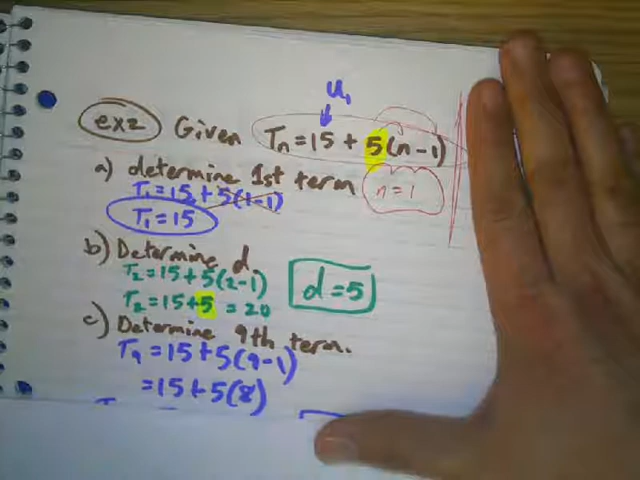 u₁
ex2 Given Tn = 15 + 5(n-1)
a) determine 1st term n = 1
T₁ = 15 + 5(1-1)
T₁ = 15
b) Determine d
T₂ = 15 + 5(2-1)
d = 5
T₂ = 15 + 5 = 20
c) Determine 9th term.
T₉ = 15 + 5(9-1)
= 15 + 5(8)